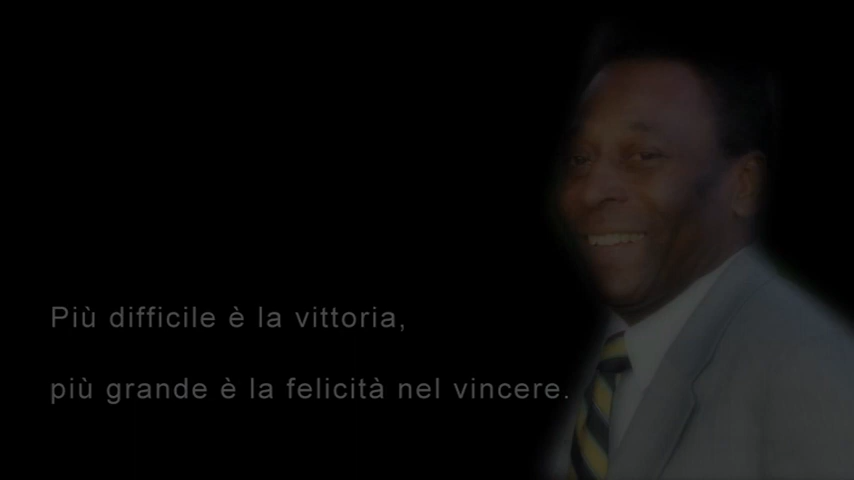 Più difficile è la vittoria,
più grande è la felicità nel vincere.